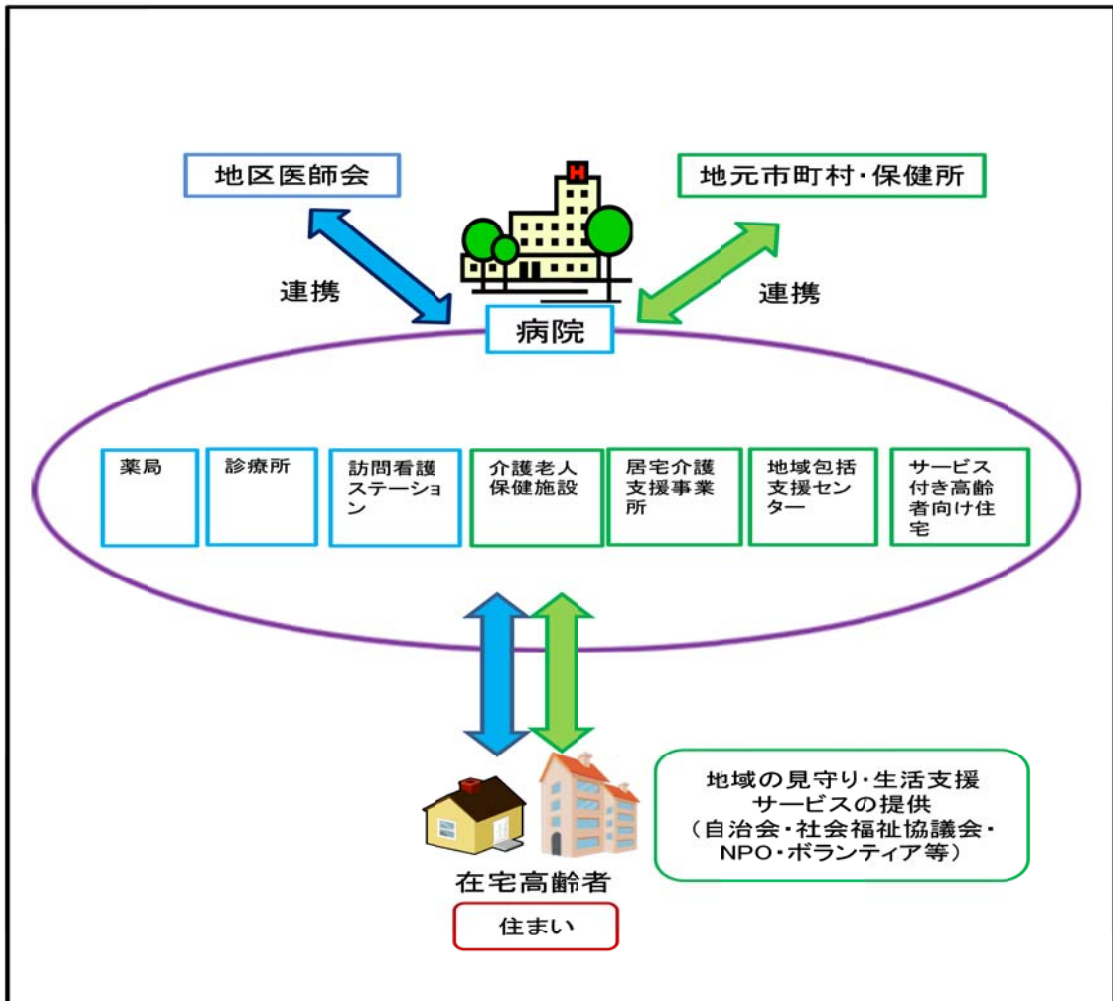 地区医師会
地元市町村・保健所
H
連携
連携
病院
薬局
診療所
訪問看護
ステーショ
ン
介護老人
保健施設
居宅介護
支援事業
所
地域包括
支援セン
ター
サービス
付き高齢
者向け住
宅
地域の見守り・生活支援
サービスの提供
（自治会・社会福祉協議会・
NPO・ボランティア等）
在宅高齢者
住まい